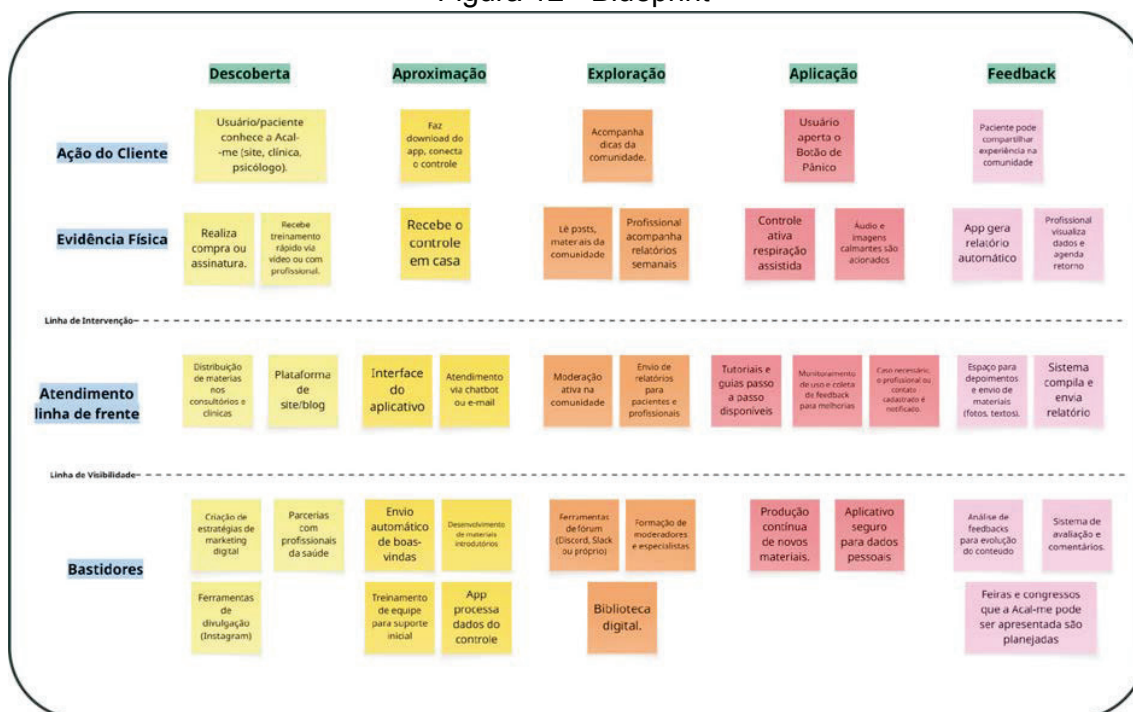 Figura 12 - Blueprint
Descoberta
Aproximação
Exploração
Aplicação
Feedback
Ação do Cliente
Usuário/paciente
conhece a Acal-
-me (site, clínica,
psicólogo).
Faz
download do
app, conecta
o controle
Acompanha
dicas da
comunidade.
Usuário
aperta o
Botão de
Pânico
Paciente pode
compartilhar
experiência na
comunidade
Evidência Física
Realiza
compra ou
assinatura.
Recebe
treinamento
rápido via
vídeo ou com
profissional.
Recebe o
controle
em casa
Lê posts,
materiais da
comunidade
Profissional
acompanha
relatórios
semanais
Controle
ativa
respiração
assistida
Áudio e
imagens
calmantes são
acionados
App gera
relatório
automático
Profissional
visualiza
dados e
agenda
retorno
Linha de Intervenção
Atendimento
linha de frente
Distribuição
de materias
nos
consultórios e
clínicas
Plataforma
de
site/blog
Interface
do
aplicativo
Atendimento
via chatbot
ou e-mail
Moderação
ativa na
comunidade
Envio de
relatórios
para
pacientes e
profissionais
Tutoriais e
guias passo
a passo
disponíveis
Monitoramento
de uso e coleta
de feedback
para melhorias
Caso necessário,
o profissional ou
contato
cadastrado é
notificado.
Espaço para
depoimentos
e envio de
materiais
(fotos, textos).
Sistema
compila e
envia
relatório
Linha de Visibilidade
Bastidores
Criação de
estratégias de
marketing
digital
Parcerias
com
profissionais
da saúde
Envio
automático
de boas-
vindas
Desenvolvimento
de materiais
introdutórios
Ferramentas
de fórum
(Discord, Slack
ou próprio)
Formação de
moderadores
e especialistas.
Produção
contínua
de novos
materiais.
Aplicativo
seguro
para dados
pessoais
Análise de
feedbacks
para evolução
do conteúdo
Sistema de
avaliação e
comentários.
Ferramentas
de
divulgação
(Instagram)
Treinamento
de equipe
para suporte
inicial
App
processa
dados do
controle
Biblioteca
digital.
Feiras e congressos
que a Acal-me pode
ser apresentada são
planejadas